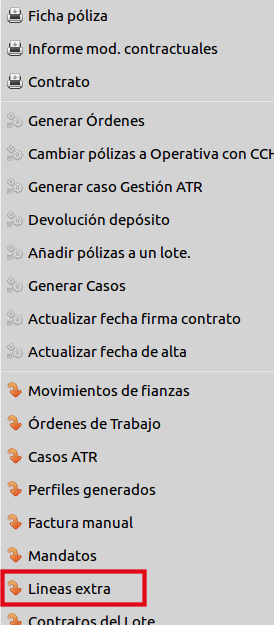 Ficha póliza
Informe mod. contractuales
Contrato
Generar Órdenes
Cambiar pólizas a Operativa con CCH
Generar caso Gestión ATR
Devolución depósito
Añadir pólizas a un lote.
Generar Casos
Actualizar fecha firma contrato
Actualizar fecha de alta
Movimientos de fianzas
Órdenes de Trabajo
Casos ATR
Perfiles generados
Factura manual
Mandatos
Lineas extra
Contratos del Lote